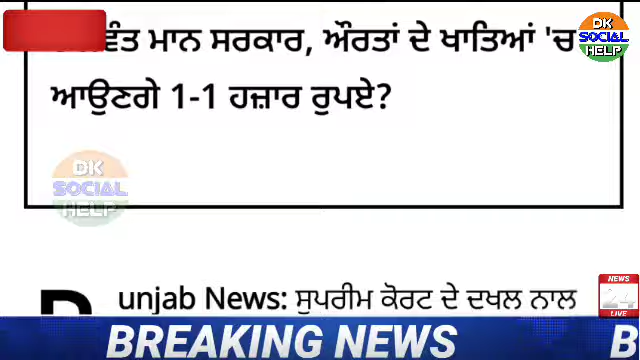 ਵੰਤ ਮਾਨ ਸਰਕਾਰ, ਔਰਤਾਂ ਦੇ ਖਾਤਿਆਂ 'ਚ
DK
SOCIAL
HELP
ਆਉਣਗੇ 1-1 ਹਜ਼ਾਰ ਰੁਪਏ?
DK
SOCIAL
HELP
Punjab News: ਸੁਪਰੀਮ ਕੋਰਟ ਦੇ ਦਖਲ ਨਾਲ
NEWS
24
LIVE
BREAKING NEWS
B